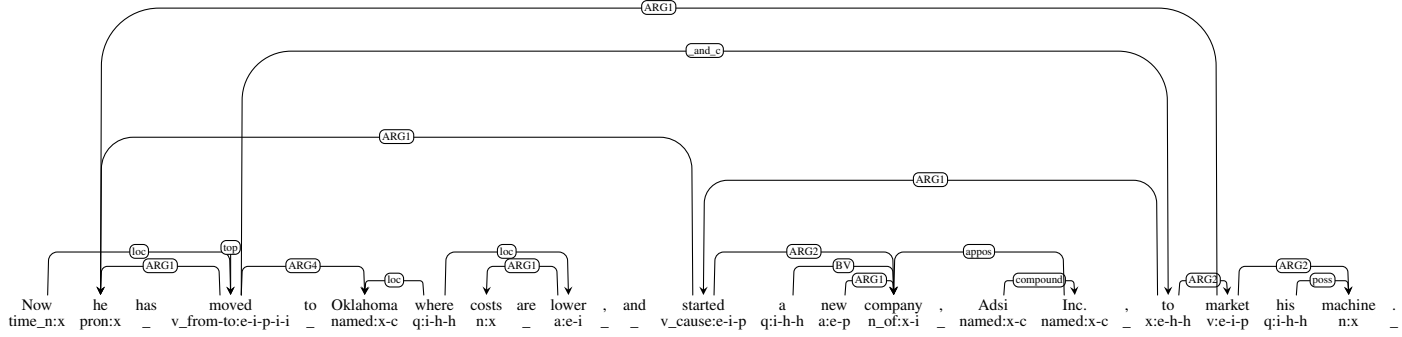 ARG1
_and_c
ARG1
ARG1
loc top loc ARG2 appos
ARG1 ARG4 loc ARG1 BV ARG1 compound ARG2 ARG2 poss
Now he has moved to Oklahoma where costs are lower , and started a new company , Adsi Inc. , to market his machine .
time_n:x pron:x _ v_from-to:e-i-p-i-i _ named:x-c q:i-h-h n:x _ a:e-i _ _ v_cause:e-i-p q:i-h-h a:e-p n_of:x-i _ named:x-c named:x-c _ x:e-h-h v:e-i-p q:i-h-h n:x _